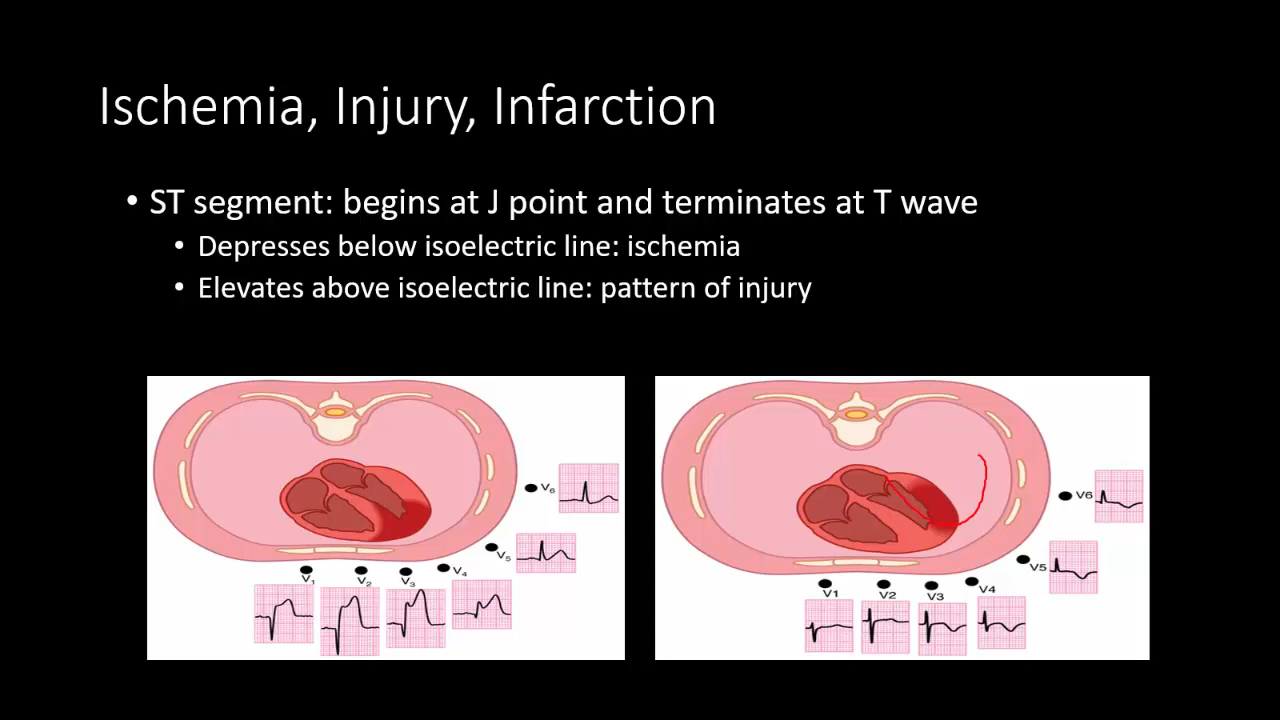 Ischemia, Injury, Infarction
• ST segment: begins at J point and terminates at T wave
• Depresses below isoelectric line: ischemia
• Elevates above isoelectric line: pattern of injury
V6
V5
V4
V1 V2 V3
V6
V5
V4
V1 V2 V3